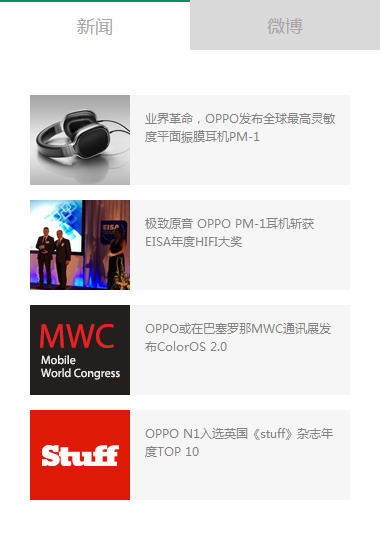 新闻
微博
业界革命，OPPO发布全球最高灵敏
度平面振膜耳机PM-1
EISA
极致原音 OPPO PM-1耳机斩获
EISA年度HIFI大奖
MWC
Mobile
World Congress
OPPO或在巴塞罗那MWC通讯展发
布ColorOS 2.0
Stuff
OPPO N1入选英国《stuff》杂志年
度TOP 10